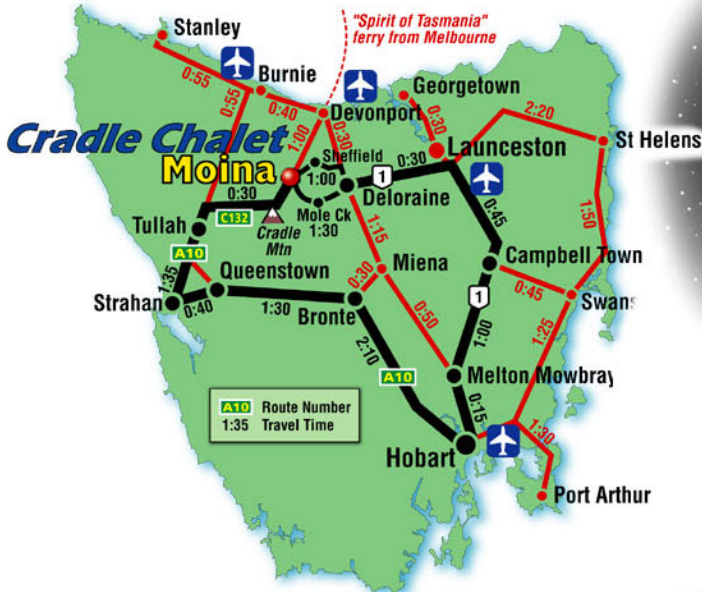 Stanley
"Spirit of Tasmania"
ferry from Melbourne
0:55
0:55
Burnie
0:40
Devonport
Georgetown
0:30
2:20
St Helens
Cradle Chalet
Moina
1:00
0:30
Sheffield
1:00
0:30
1
Launceston
Deloraine
Mole Ck
1:30
0:30
C132
Cradle
Mtn
Tullah
A10
1:35
1:15
0:45
1:50
Campbell Town
Queenstown
Miena
0:30
0:45
Strahan
0:40
1:30
Bronte
0:50
1
1:00
1:25
Swans
2:10
A10
Melton Mowbray
0:15
A10 Route Number
1:35 Travel Time
Hobart
1:30
Port Arthur